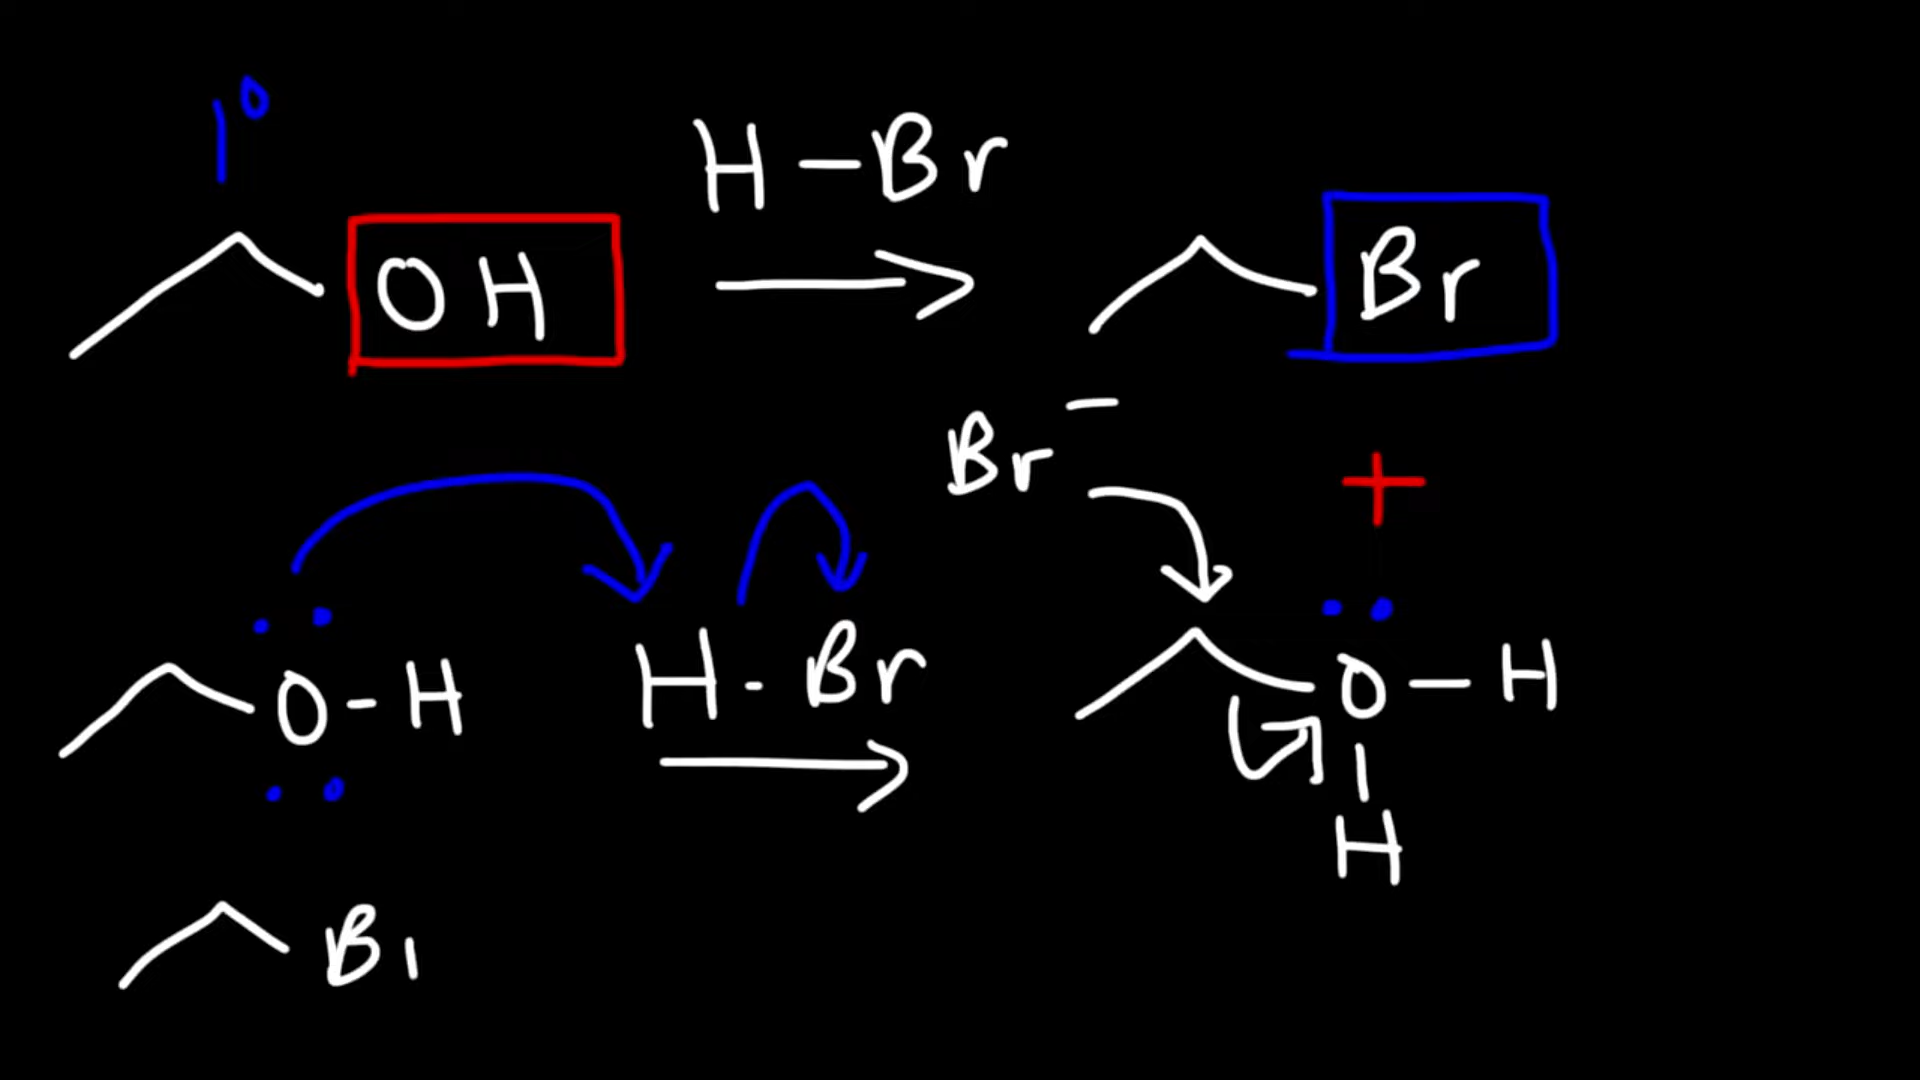 1°
H-Br
OH → Br
Br⁻ +
O-H H-Br → O-H
H
Br